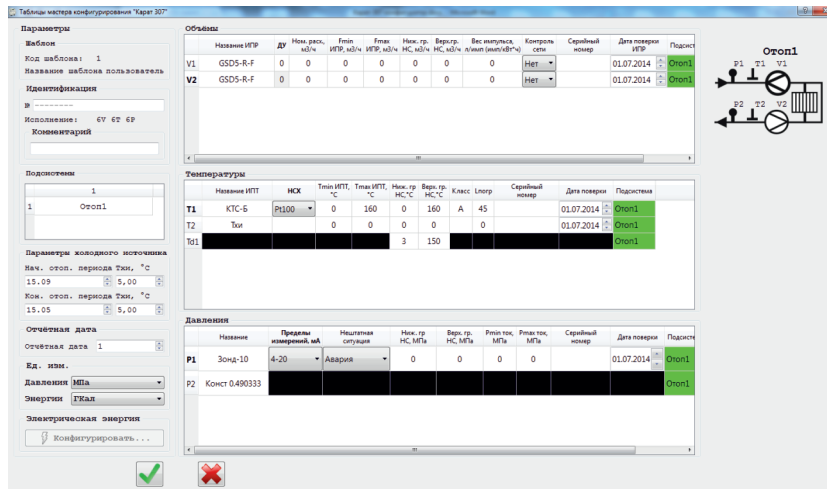 Таблицы мастера конфигурирования "Карат 307"
Параметры
Шаблон
Код шаблона: 1
Название шаблона пользователь
Идентификация
№ --------
Исполнение: 6V 6T 6P
Комментарий
Подсистемы
1
1 Отоп1
Параметры холодного источника
Нач. отоп. периода Тхи, °C
15.09 5,00
Кон. отоп. периода Тхи, °C
15.05 5,00
Отчётная дата
Отчётная дата 1
Ед. изм.
Давления МПа
Энергии ГКал
Электрическая энергия
Конфигурировать...
Объёмы
Название ИПР ДУ Ном. расх, м3/ч Fmin ИПР, м3/ч Fmax ИПР, м3/ч Ниж. гр. НС, м3/ч Верх.гр. НС, м3/ч Вес импульса, л/имп (имп/кВт*ч) Контроль сети Серийный номер Дата поверки ИПР Подсист
V1 GSD5-R-F 0 0 0 0 0 0 0 Нет 01.07.2014 Отоп1
V2 GSD5-R-F 0 0 0 0 0 0 0 Нет 01.07.2014 Отоп1
Температуры
Название ИПТ НСХ Tmin ИПТ, °C Tmax ИПТ, °C Ниж. гр НС,°C Верх. гр. НС,°C Класс Lпогр Серийный номер Дата поверки Подсистема
T1 КТС-Б Pt100 0 160 0 160 A 45 01.07.2014 Отоп1
T2 Тхи 0 0 0 0 0 01.07.2014 Отоп1
Td1 3 150 Отоп1
Давления
Название Пределы измерений, мА Нештатная ситуация Ниж. гр НС, МПа Верх. гр. НС, МПа Pmin ток, МПа Pmax ток, МПа Серийный номер Дата поверки Подсисте
P1 Зонд-10 4-20 Авария 0 0 0 0 01.07.2014 Отоп1
P2 Конст 0.490333 Отоп1
Отоп1
P1 T1 V1
P2 T2 V2